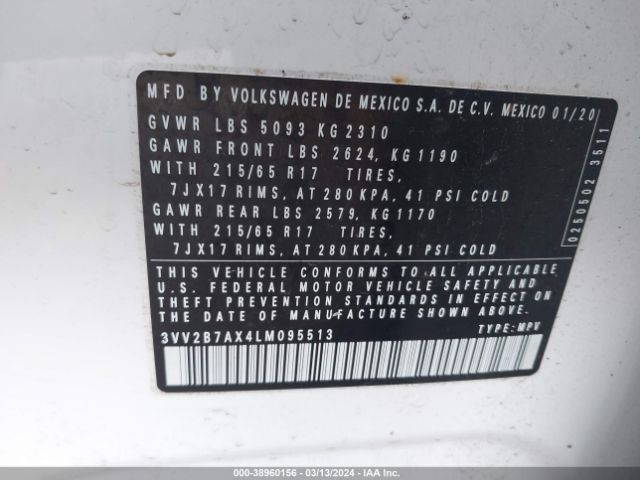 MFD BY VOLKSWAGEN DE MEXICO S.A. DE C.V. MEXICO 01/20
GVWR LBS 5093 KG 2310
GAWR FRONT LBS 2624, KG 1190
WITH 215/65 R17 TIRES,
7JX17 RIMS, AT 280 KPA, 41 PSI COLD
GAWR REAR LBS 2579, KG 1170
WITH 215/65 R17 TIRES,
7JX17 RIMS, AT 280 KPA, 41 PSI COLD
THIS VEHICLE CONFORMS TO ALL APPLICABLE
U.S. FEDERAL MOTOR VEHICLE SAFETY AND
THEFT PREVENTION STANDARDS IN EFFECT ON
THE DATE OF MANUFACTURE SHOWN ABOVE
3VV2B7AX4LM095513 TYPE: MPV
0250502 3511
000-38960156 - 03/13/2024 - IAA Inc.